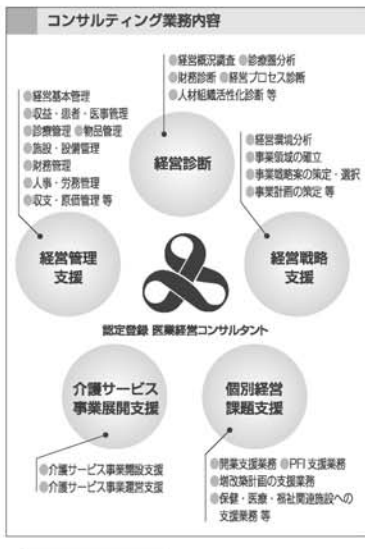 コンサルティング業務内容
●経営概況調査 ●診療圏分析
●財務診断 ●経営プロセス診断
●人材組織活性化診断 等
経営診断
●経営基本管理
●収益・患者・医事管理
●診療管理 ●物品管理
●施設・設備管理
●財務管理
●人事・労務管理
●収支・原価管理 等
経営管理
支援
●経営環境分析
●事業領域の確立
●事業戦略案の策定・選択
●事業計画の策定 等
経営戦略
支援
認定登録 医業経営コンサルタント
介護サービス
事業展開支援
●介護サービス事業開設支援
●介護サービス事業運営支援
個別経営
課題支援
●開業支援業務 ●PFI支援業務
●増改築計画の支援業務
●保健・医療・福祉関連施設への
支援業務 等